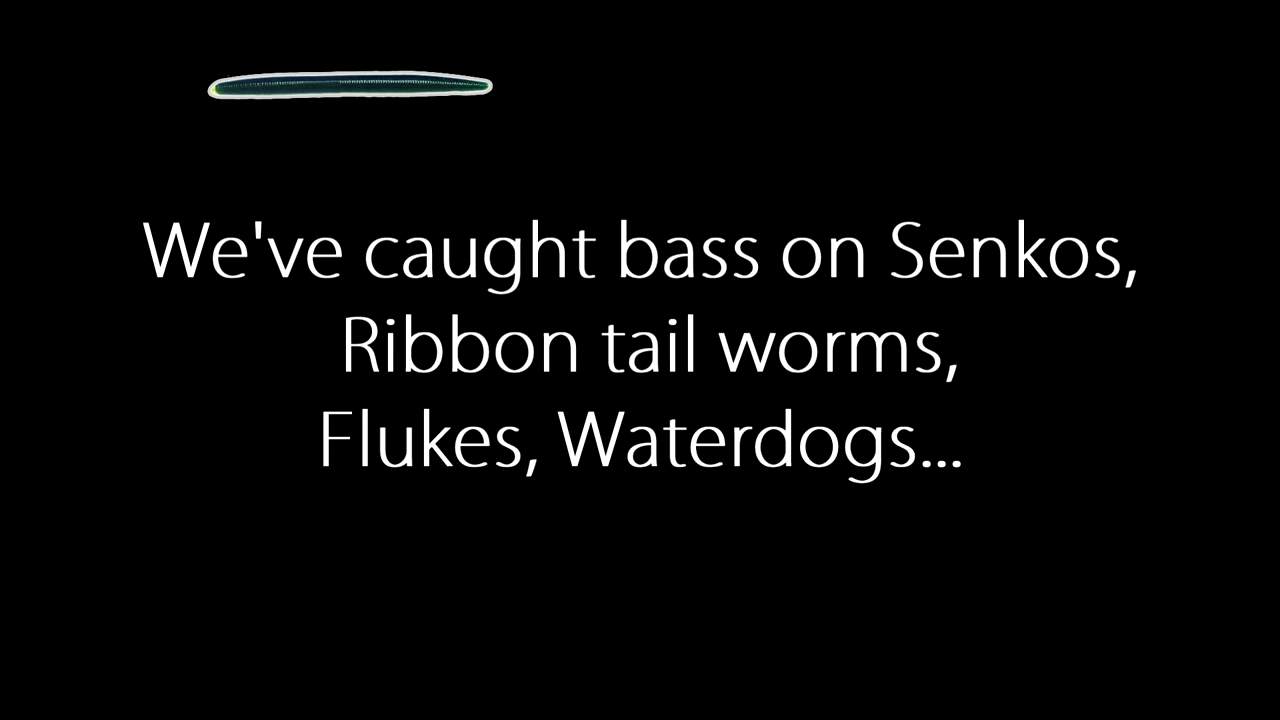 We've caught bass on Senkos,
Ribbon tail worms,
Flukes, Waterdogs...